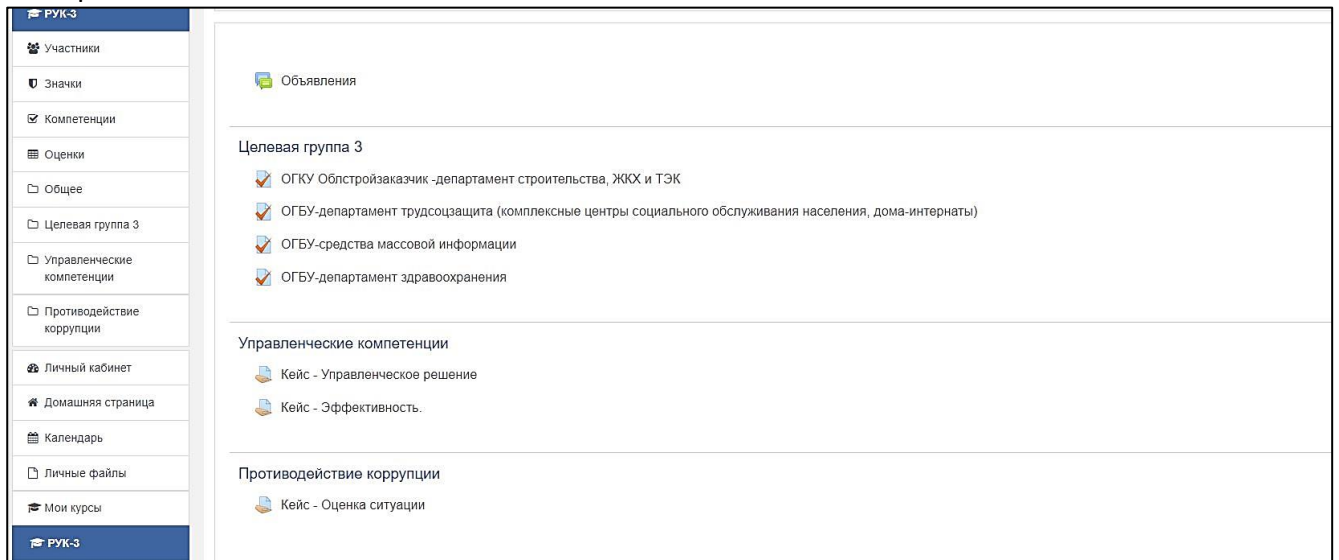 РУК-3
Участники
Значки
Компетенции
Оценки
Общее
Целевая группа 3
Управленческие
компетенции
Противодействие
коррупции
Личный кабинет
Домашняя страница
Календарь
Личные файлы
Мои курсы
РУК-3
Объявления
Целевая группа 3
ОГКУ Облстройзаказчик -департамент строительства, ЖКХ и ТЭК
ОГБУ-департамент трудсоцзащита (комплексные центры социального обслуживания населения, дома-интернаты)
ОГБУ-средства массовой информации
ОГБУ-департамент здравоохранения
Управленческие компетенции
Кейс - Управленческое решение
Кейс - Эффективность.
Противодействие коррупции
Кейс - Оценка ситуации